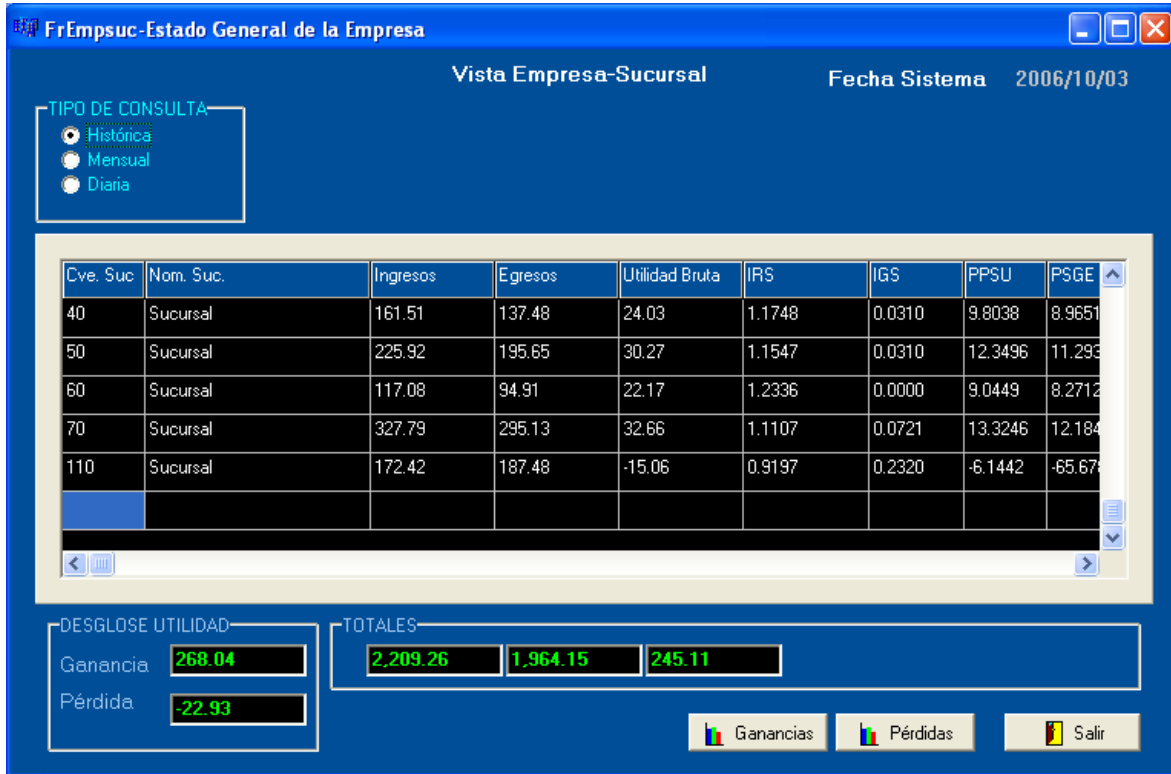 FrEmpsuc-Estado General de la Empresa
Vista Empresa-Sucursal Fecha Sistema 2006/10/03
TIPO DE CONSULTA
Histórica
Mensual
Diaria
Cve. Suc Nom. Suc. Ingresos Egresos Utilidad Bruta IRS IGS PPSU PSGE
40 Sucursal 161.51 137.48 24.03 1.1748 0.0310 9.8038 8.9651
50 Sucursal 225.92 195.65 30.27 1.1547 0.0310 12.3496 11.293
60 Sucursal 117.08 94.91 22.17 1.2336 0.0000 9.0449 8.2712
70 Sucursal 327.79 295.13 32.66 1.1107 0.0721 13.3246 12.184
110 Sucursal 172.42 187.48 -15.06 0.9197 0.2320 -6.1442 -65.678
DESGLOSE UTILIDAD
Ganancia 268.04
Pérdida -22.93
TOTALES
2,209.26 1,964.15 245.11
Ganancias Pérdidas Salir